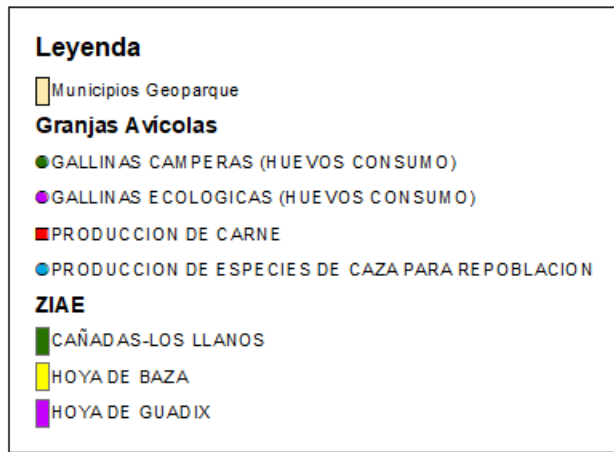 Leyenda
Municipios Geoparque
Granjas Avícolas
GALLINAS CAMPERAS (HUEVOS CONSUMO)
GALLINAS ECOLOGICAS (HUEVOS CONSUMO)
PRODUCCION DE CARNE
PRODUCCION DE ESPECIES DE CAZA PARA REPOBLACION
ZIAE
CAÑADAS-LOS LLANOS
HOYA DE BAZA
HOYA DE GUADIX